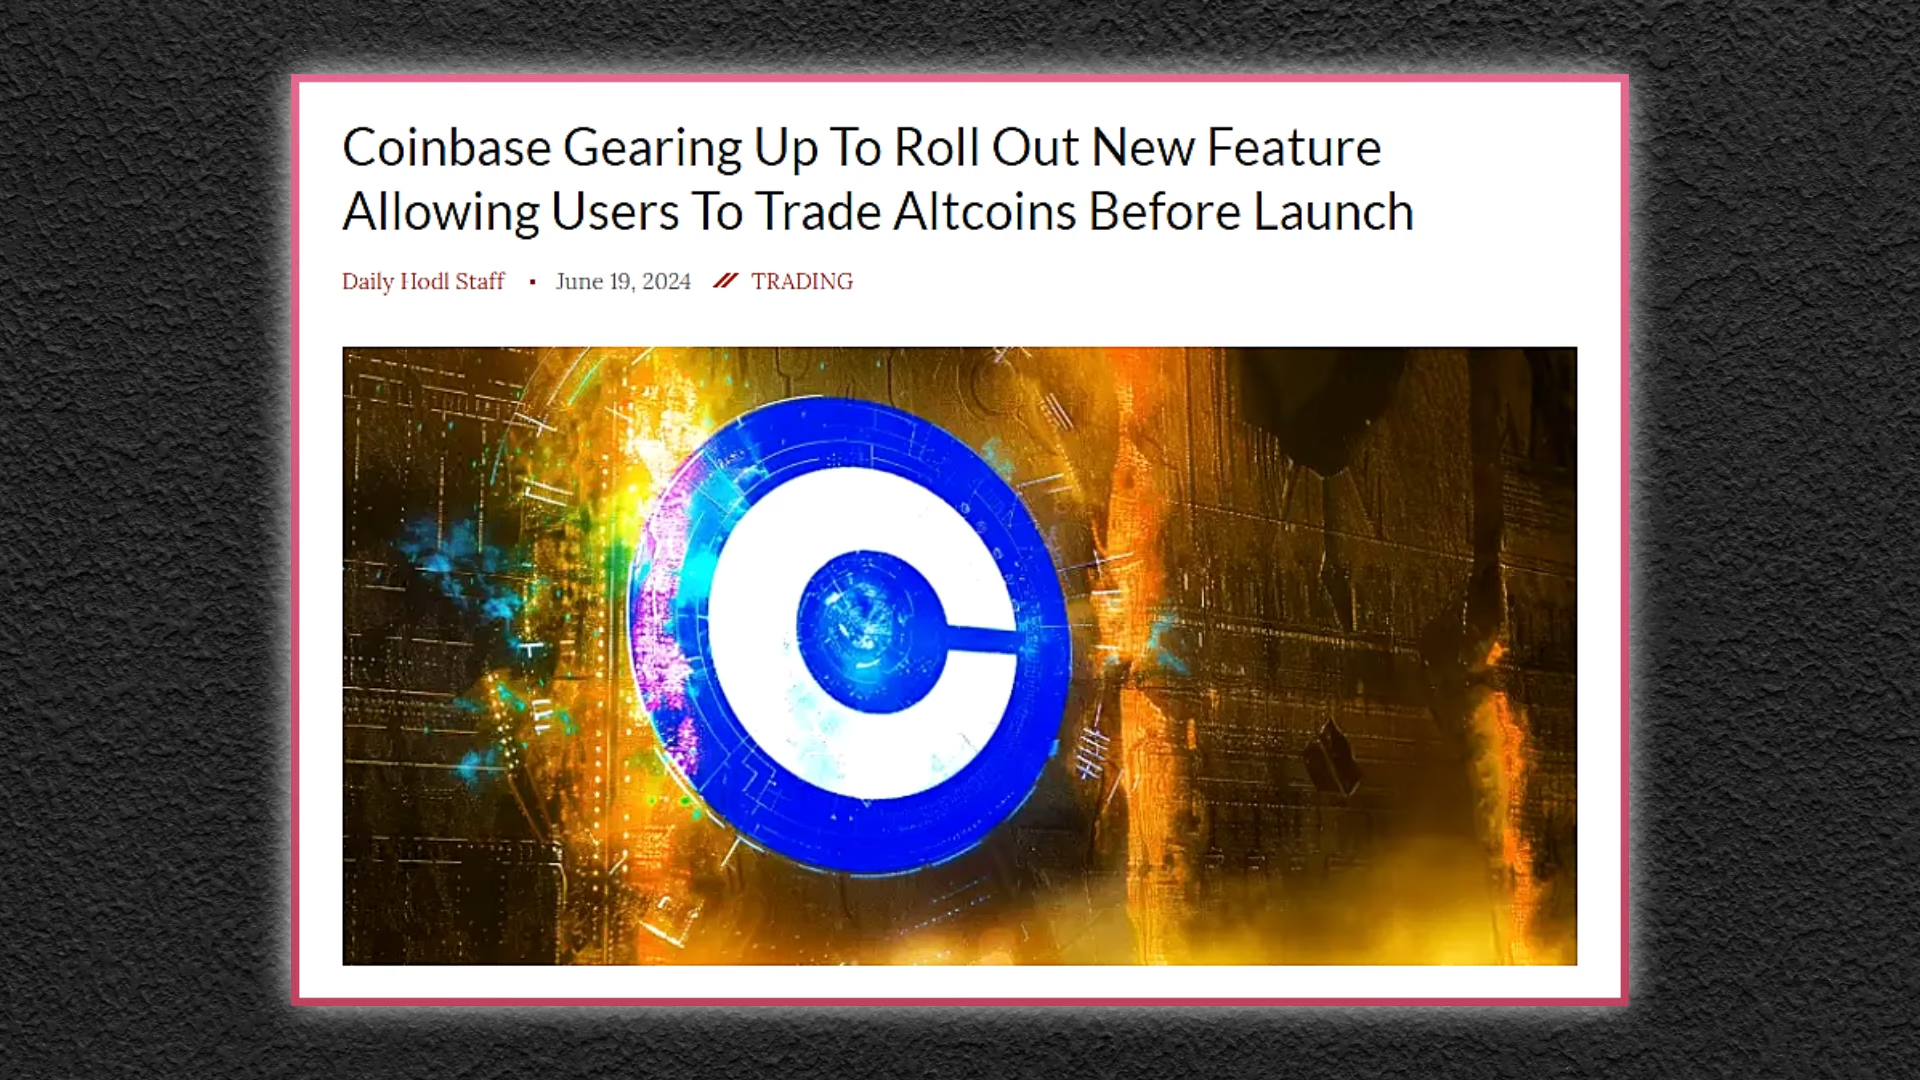 Coinbase Gearing Up To Roll Out New Feature
Allowing Users To Trade Altcoins Before Launch
Daily Hodl Staff • June 19, 2024 // TRADING